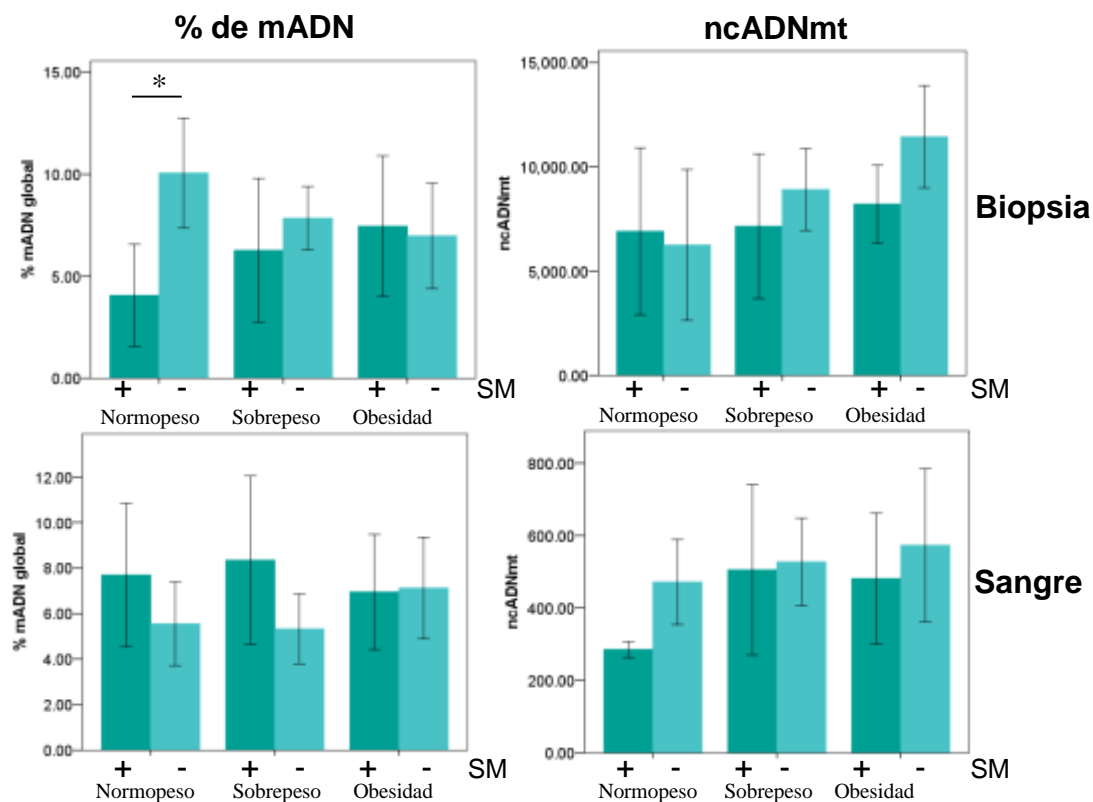 % de mADN
ncADNmt
% mADN global
15.00
10.00
5.00
0.00
*
+ - + - + - SM
Normopeso Sobrepeso Obesidad
ncADNmt
15,000.00
10,000.00
5,000.00
0.00
+ - + - + - SM
Normopeso Sobrepeso Obesidad
Biopsia
% mADN global
12.00
10.00
8.00
6.00
4.00
2.00
0.00
+ - + - + - SM
Normopeso Sobrepeso Obesidad
ncADNmt
800.00
600.00
400.00
200.00
0.00
+ - + - + - SM
Normopeso Sobrepeso Obesidad
Sangre